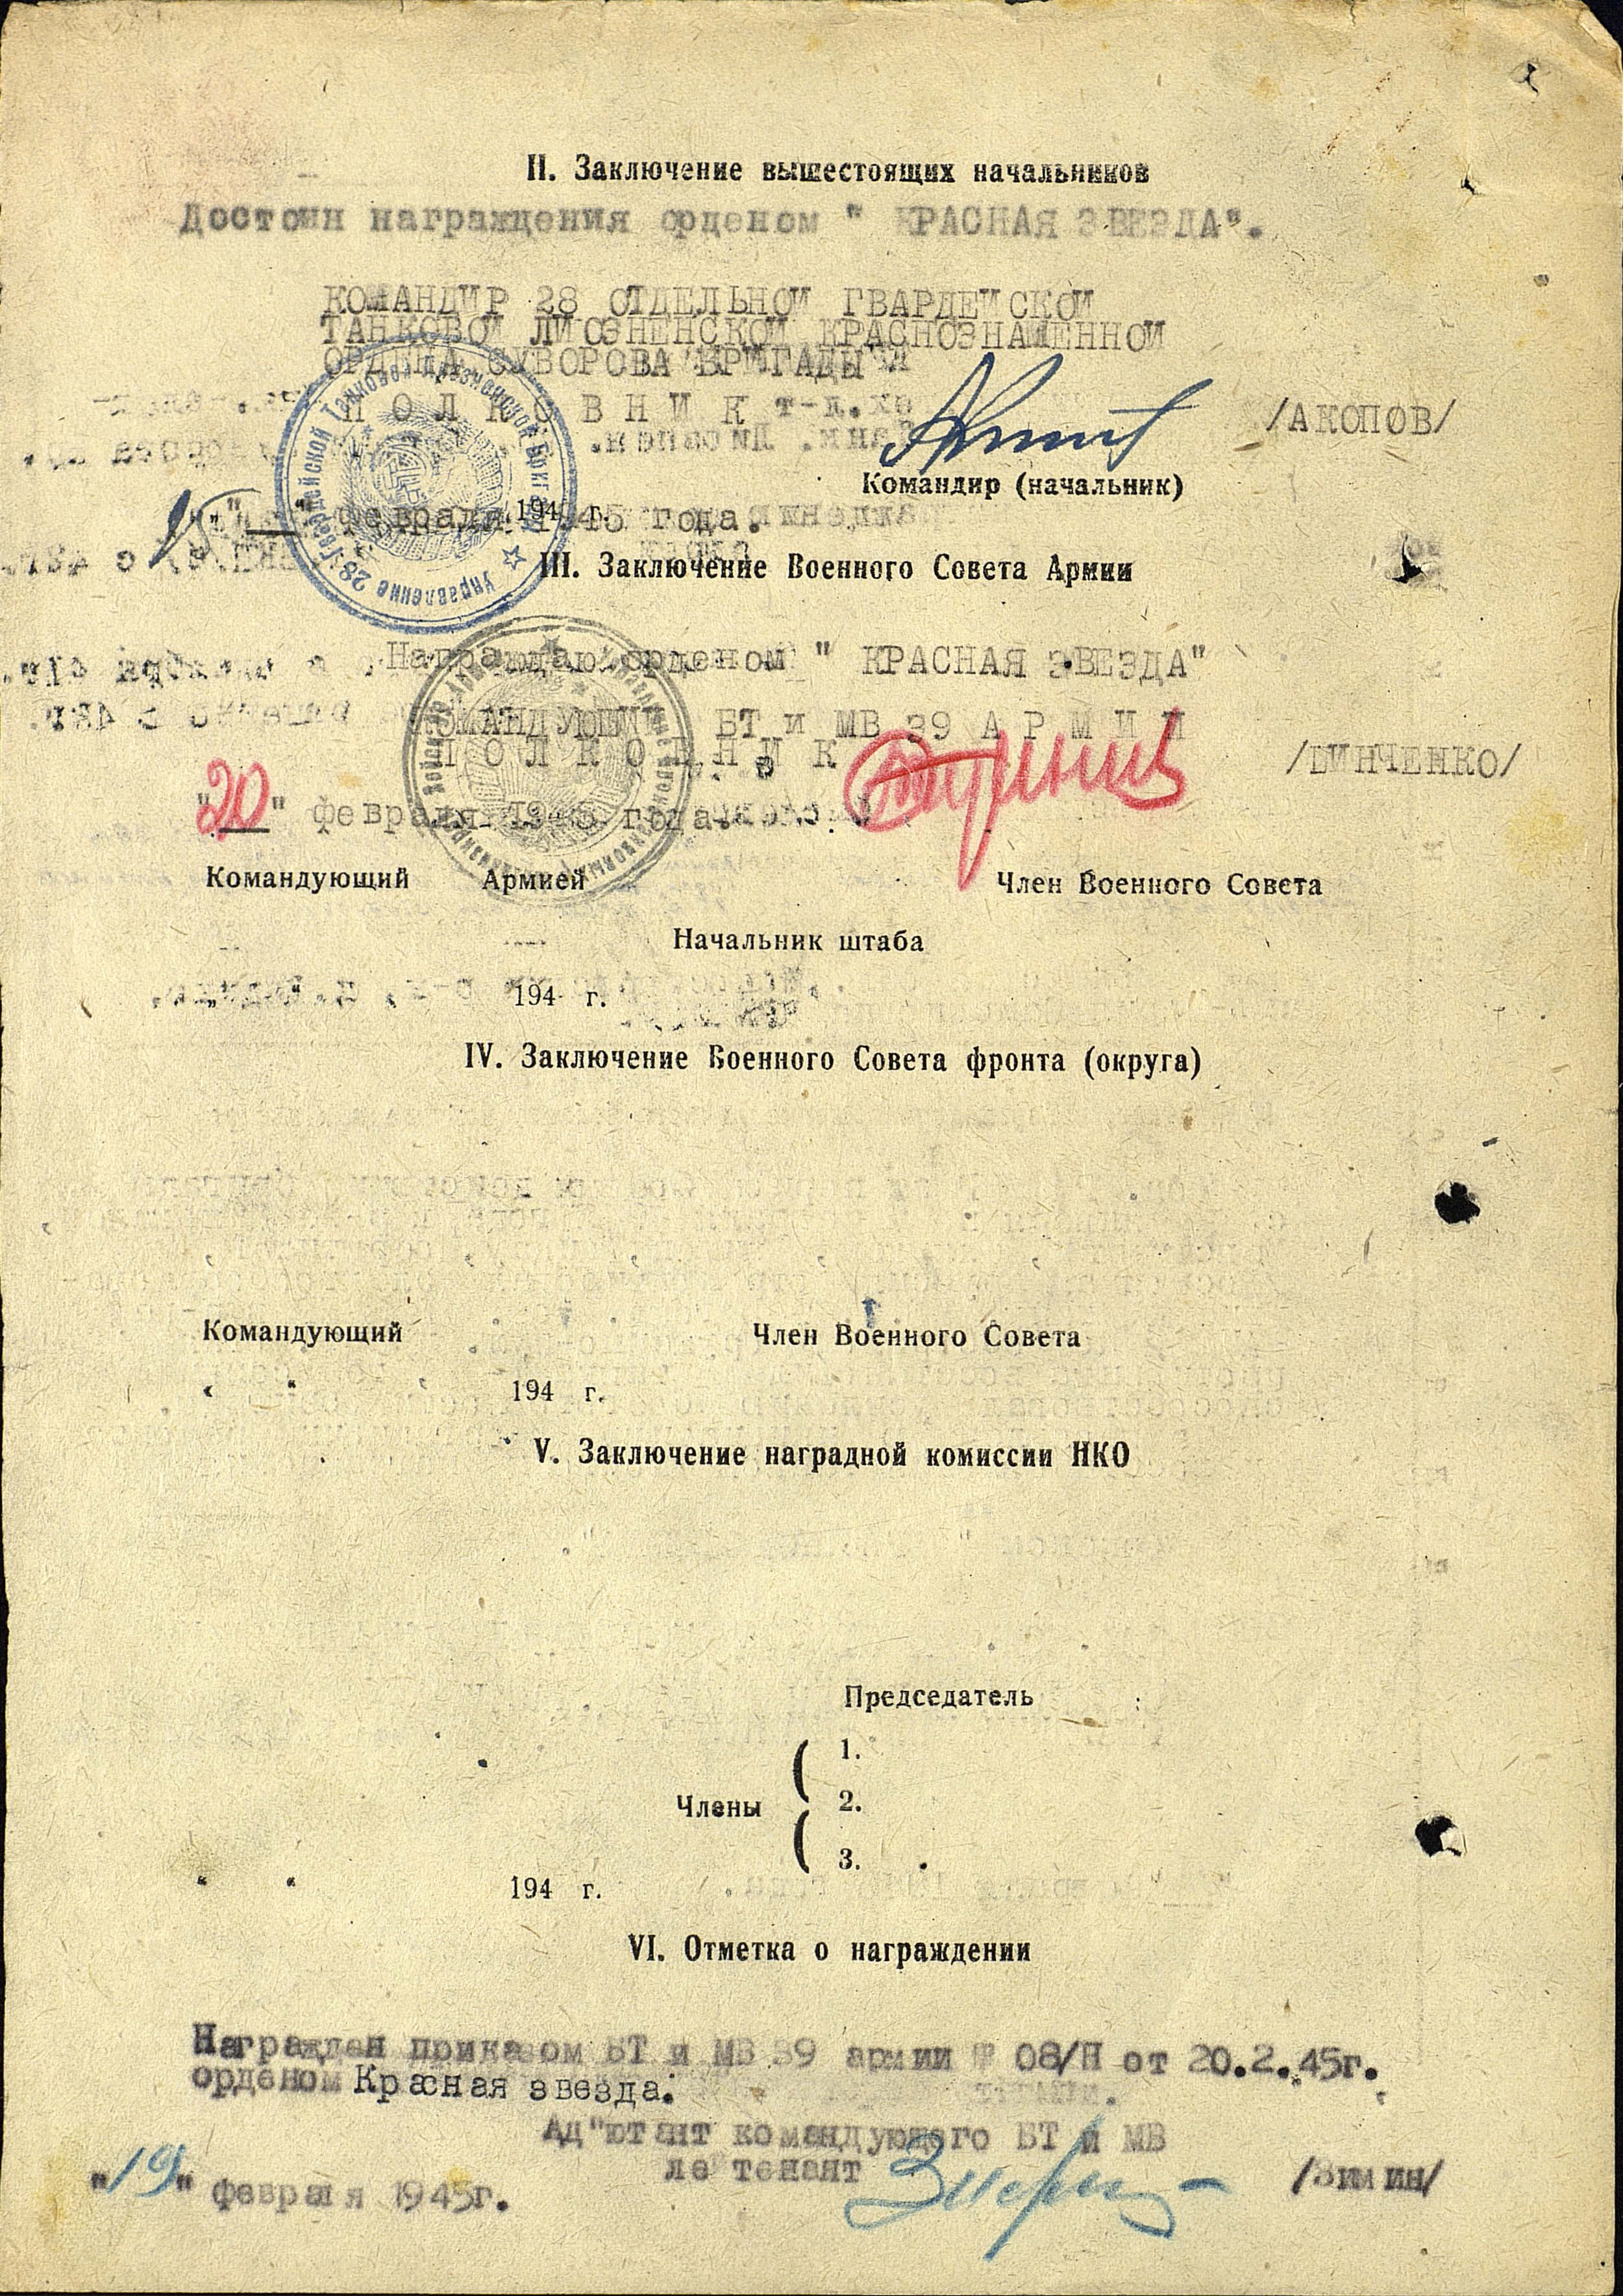 II. Заключение вышестоящих начальников
Достоин награждения орденом " КРАСНАЯ ЗВЕЗДА".
КОМАНДИР 28 ОТДЕЛЬНОЙ ГВАРДЕЙСКОЙ
ТАНКОВОЙ ЛИОЗНЕНСКОЙ КРАСНОЗНАМЕННОЙ
ОРДЕНА СУВОРОВА БРИГАДЫ
П О Л К О В Н И К /АКОПОВ/
Командир (начальник)
"15" февраля 1945 года. 194 г.
III. Заключение Военного Совета Армии
Награждаю орденом " КРАСНАЯ ЗВЕЗДА"
КОМАНДУЮЩИЙ БТ и МВ 39 А Р М И И
П О Л К О В Н И К /ЦИНЧЕНКО/
"20" февраля 1945 года.
Командующий Армией Член Военного Совета
Начальник штаба
194 г.
IV. Заключение Военного Совета фронта (округа)
Командующий Член Военного Совета
" " 194 г.
V. Заключение наградной комиссии НКО
Председатель
1.
Члены 2.
3.
" " 194 г.
VI. Отметка о награждении
Награжден приказом БТ и МВ 39 армии № 08/Н от 20.2.45г.
орденом Красная звезда.
Ад"ютант командующего БТ и МВ
лейтенант /Зимин/
"19" февраля 1945г.